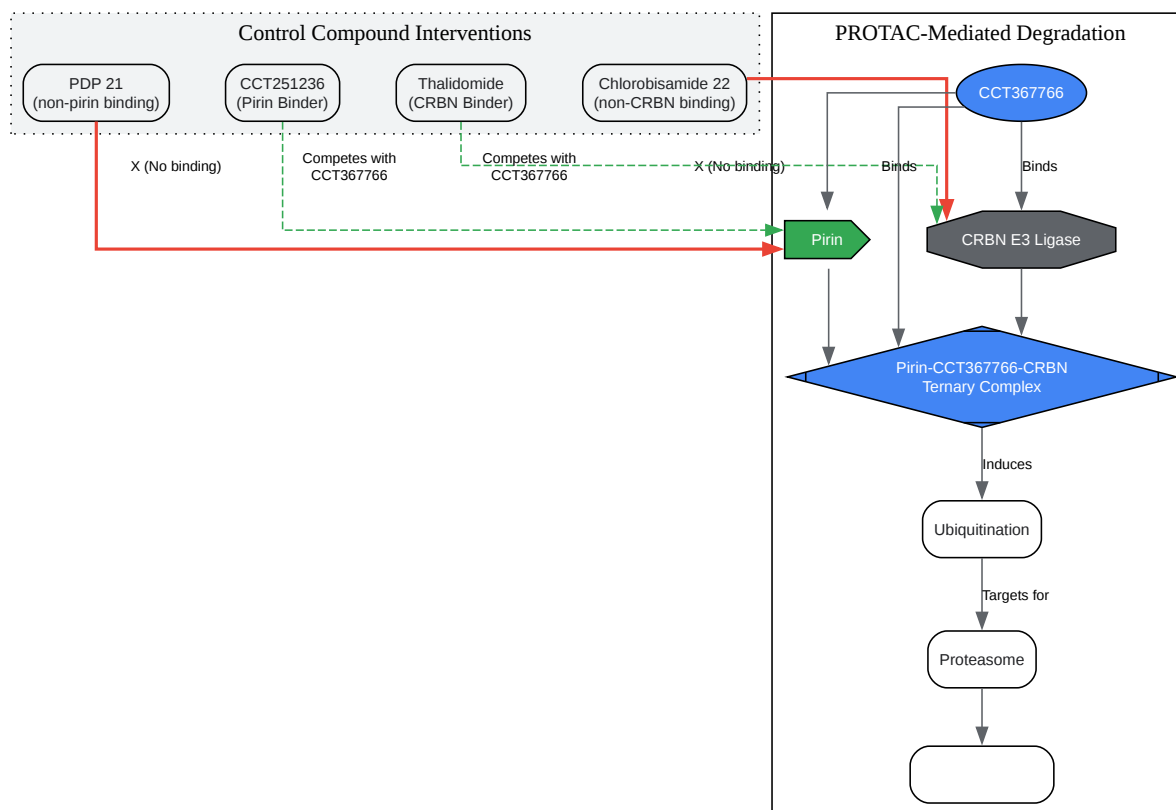 Control Compound Interventions
PROTAC-Mediated Degradation
PDP 21
(non-pirin binding)
CCT251236
(Pirin Binder)
Thalidomide
(CRBN Binder)
Chlorobisamide 22
(non-CRBN binding)
CCT367766
X (No binding)
Competes with
CCT367766
Competes with
CCT367766
X (No binding)
Binds
Binds
Pirin
CRBN E3 Ligase
Pirin-CCT367766-CRBN
Ternary Complex
Induces
Ubiquitination
Targets for
Proteasome